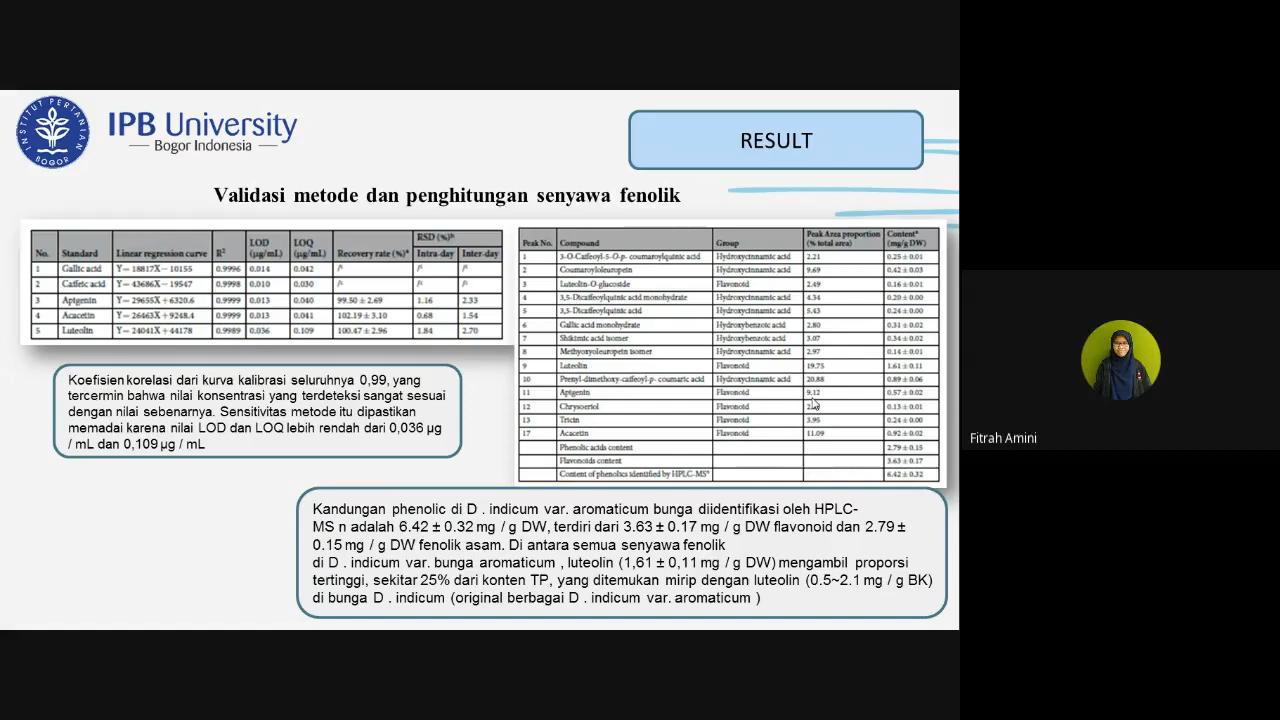 INSTITUT PERTANIAN
BOGOR
IPB University
Bogor Indonesia
RESULT
Validasi metode dan penghitungan senyawa fenolik
No. Standard Linear regression curve R² LOD (µg/mL) LOQ (µg/mL) Recovery rate (%)ᵃ RSD (%)ᵇ Intra-day Inter-day
1 Gallic acid Y= 18817X− 10155 0.9996 0.014 0.042
2 Caffeic acid Y= 43686X− 19547 0.9998 0.010 0.030
3 Apigenin Y= 29655X+ 6320.6 0.9999 0.013 0.040 99.50 ± 2.69 1.16 2.33
4 Acacetin Y= 26463X+ 9248.4 0.9999 0.013 0.041 102.19 ± 3.10 0.68 1.54
5 Luteolin Y= 24041X+ 44178 0.9989 0.036 0.109 100.47 ± 2.96 1.84 2.70
Peak No. Compound Group Peak Area proportion (% total area) Contentᵃ (mg/g DW)
1 3-O-Caffeoyl-5-O-p- coumaroylquinic acid Hydroxycinnamic acid 2.21 0.25 ± 0.01
2 Coumaroyloleuropein Hydroxycinnamic acid 9.69 0.42 ± 0.03
3 Luteolin-O-glucoside Flavonoid 2.49 0.16 ± 0.01
4 3,5-Dicaffeoylquinic acid monohydrate Hydroxycinnamic acid 4.34 0.20 ± 0.00
5 3,5-Dicaffeoylquinic acid Hydroxycinnamic acid 5.43 0.24 ± 0.00
6 Gallic acid monohydrate Hydroxybenzoic acid 2.80 0.31 ± 0.02
7 Shikimic acid isomer Hydroxybenzoic acid 3.07 0.34 ± 0.02
8 Methyoxyoleuropein isomer Hydroxycinnamic acid 2.97 0.14 ± 0.01
9 Luteolin Flavonoid 19.75 1.61 ± 0.11
10 Prenyl-dimethoxy-caffeoyl-p- coumaric acid Hydroxycinnamic acid 20.88 0.89 ± 0.06
11 Apigenin Flavonoid 9.12 0.57 ± 0.02
12 Chrysoeriol Flavonoid 0.13 ± 0.01
13 Tricin Flavonoid 3.95 0.24 ± 0.00
17 Acacetin Flavonoid 11.09 0.92 ± 0.02
Phenolic acids content 2.79 ± 0.15
Flavonoids content 3.63 ± 0.17
Content of phenolics identified by HPLC-MSⁿ 6.42 ± 0.32
Koefisien korelasi dari kurva kalibrasi seluruhnya 0,99, yang
tercermin bahwa nilai konsentrasi yang terdeteksi sangat sesuai
dengan nilai sebenarnya. Sensitivitas metode itu dipastikan
memadai karena nilai LOD dan LOQ lebih rendah dari 0,036 µg
/ mL dan 0,109 µg / mL
Kandungan phenolic di D . indicum var. aromaticum bunga diidentifikasi oleh HPLC-
MS n adalah 6.42 ± 0.32 mg / g DW, terdiri dari 3.63 ± 0.17 mg / g DW flavonoid dan 2.79 ±
0.15 mg / g DW fenolik asam. Di antara semua senyawa fenolik
di D . indicum var. bunga aromaticum , luteolin (1,61 ± 0,11 mg / g DW) mengambil proporsi
tertinggi, sekitar 25% dari konten TP, yang ditemukan mirip dengan luteolin (0.5~2.1 mg / g BK)
di bunga D . indicum (original berbagai D . indicum var. aromaticum )
Fitrah Amini